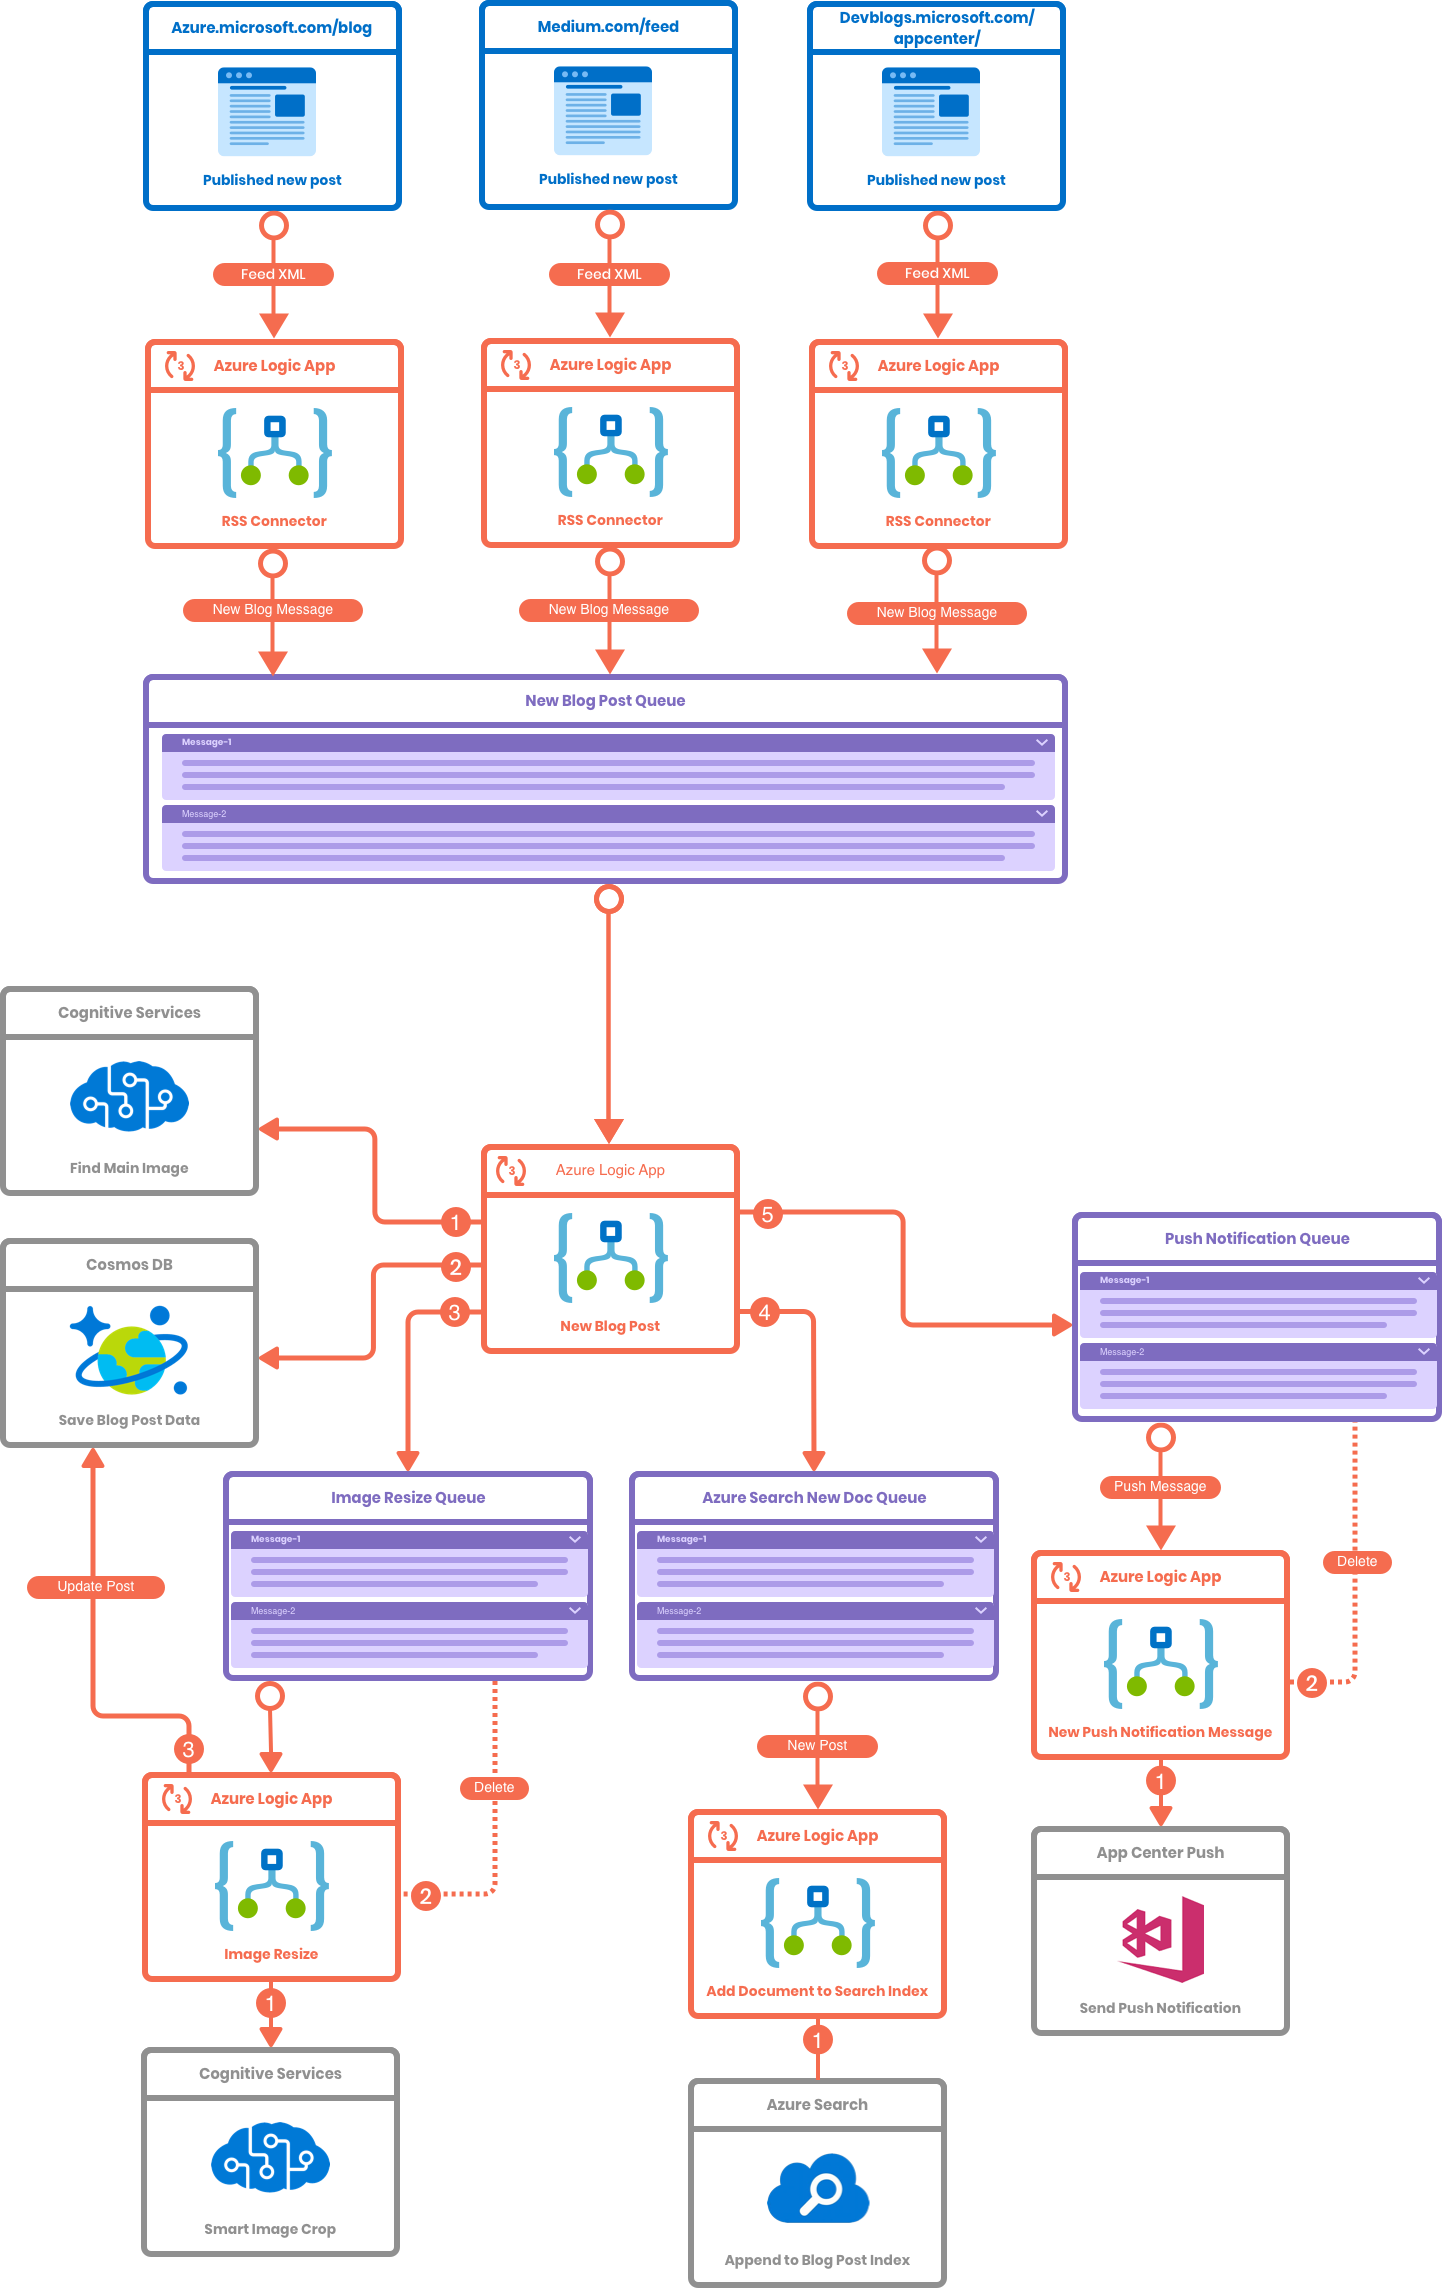 Azure.microsoft.com/blog
Medium.com/feed
Devblogs.microsoft.com/
appcenter/
Published new post
Published new post
Published new post
Feed XML
Feed XML
Feed XML
3
Azure Logic App
3
Azure Logic App
3
Azure Logic App
RSS Connector
RSS Connector
RSS Connector
New Blog Message
New Blog Message
New Blog Message
New Blog Post Queue
Message-1
Message-2
Cognitive Services
Find Main Image
3
Azure Logic App
1
5
Push Notification Queue
Cosmos DB
2
Message-1
3
4
New Blog Post
Message-2
Save Blog Post Data
Image Resize Queue
Azure Search New Doc Queue
Push Message
Message-1
Message-1
Delete
3
Azure Logic App
Update Post
Message-2
Message-2
2
New Push Notification Message
3
New Post
1
3
Azure Logic App
Delete
3
Azure Logic App
App Center Push
2
Image Resize
Add Document to Search Index
Send Push Notification
1
1
Cognitive Services
Azure Search
Smart Image Crop
Append to Blog Post Index